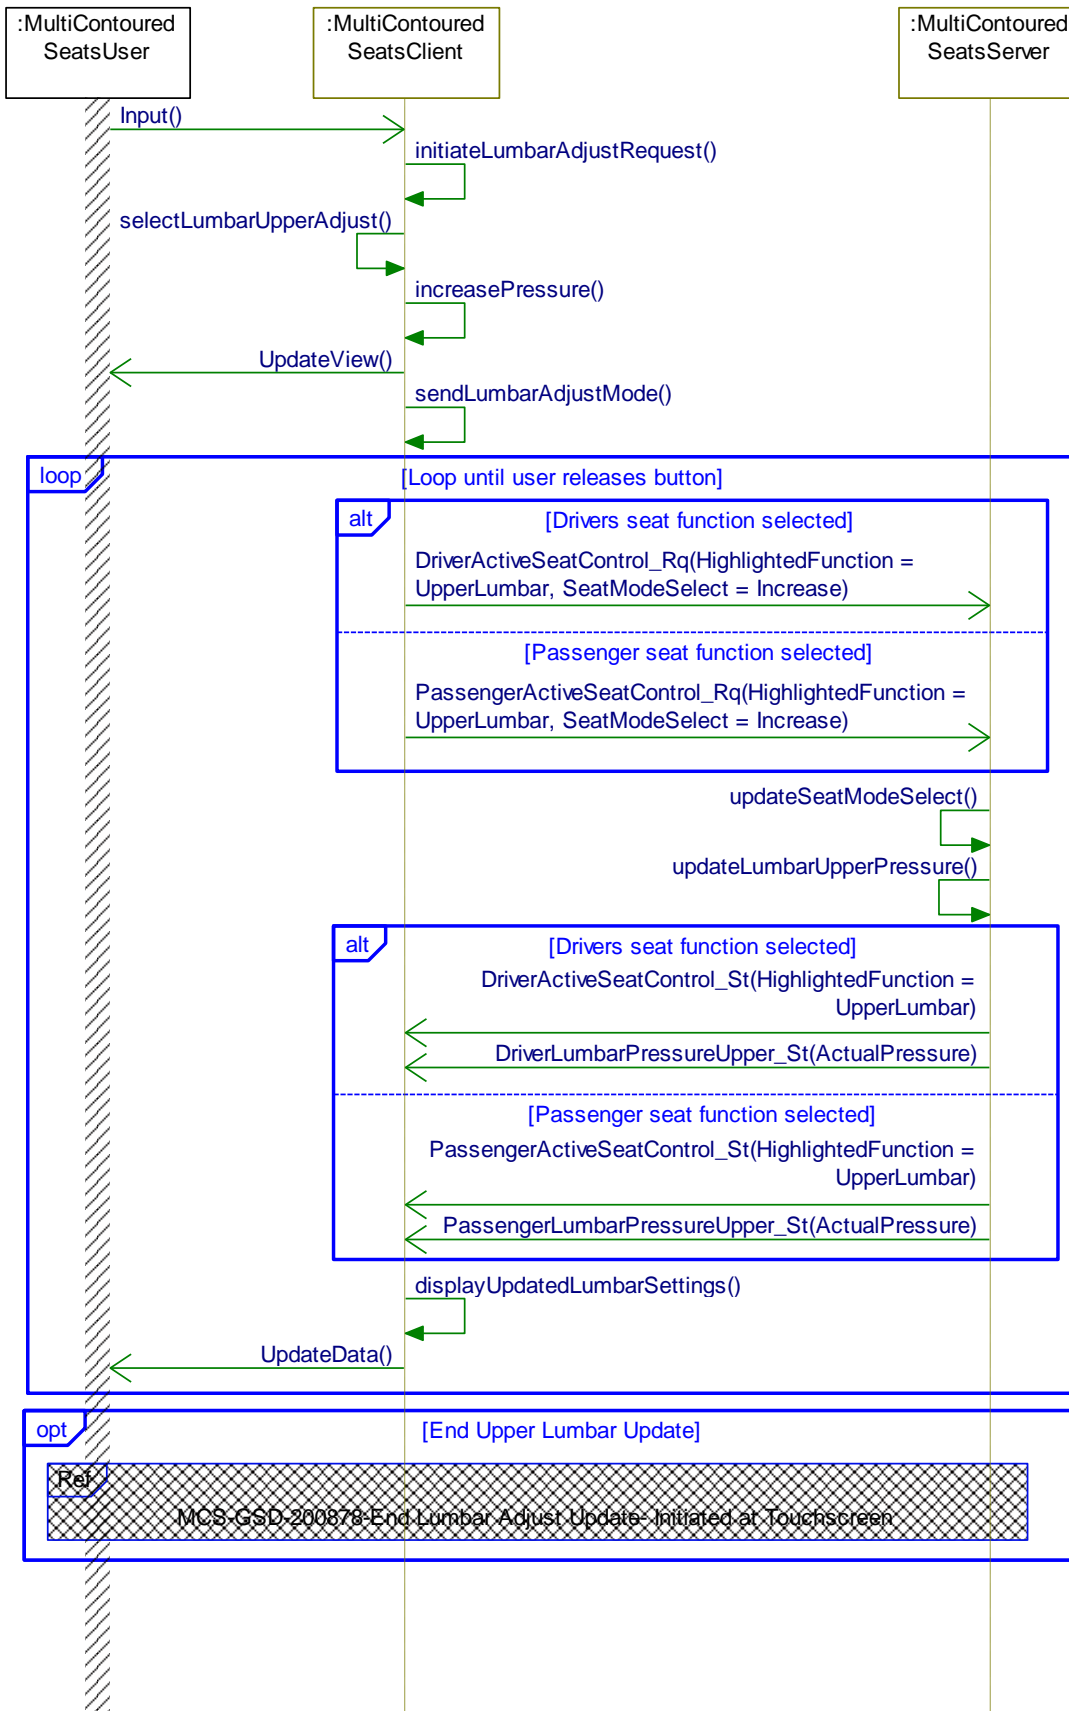 :MultiContoured
SeatsUser
:MultiContoured
SeatsClient
:MultiContoured
SeatsServer
Input()
initiateLumbarAdjustRequest()
selectLumbarUpperAdjust()
increasePressure()
UpdateView()
sendLumbarAdjustMode()
loop
[Loop until user releases button]
alt
[Drivers seat function selected]
DriverActiveSeatControl_Rq(HighlightedFunction =
UpperLumbar, SeatModeSelect = Increase)
[Passenger seat function selected]
PassengerActiveSeatControl_Rq(HighlightedFunction =
UpperLumbar, SeatModeSelect = Increase)
updateSeatModeSelect()
updateLumbarUpperPressure()
alt
[Drivers seat function selected]
DriverActiveSeatControl_St(HighlightedFunction =
UpperLumbar)
DriverLumbarPressureUpper_St(ActualPressure)
[Passenger seat function selected]
PassengerActiveSeatControl_St(HighlightedFunction =
UpperLumbar)
PassengerLumbarPressureUpper_St(ActualPressure)
displayUpdatedLumbarSettings()
UpdateData()
opt
[End Upper Lumbar Update]
Ref
MCS-GSD-200878-End Lumbar Adjust Update- Initiated at Touchscreen